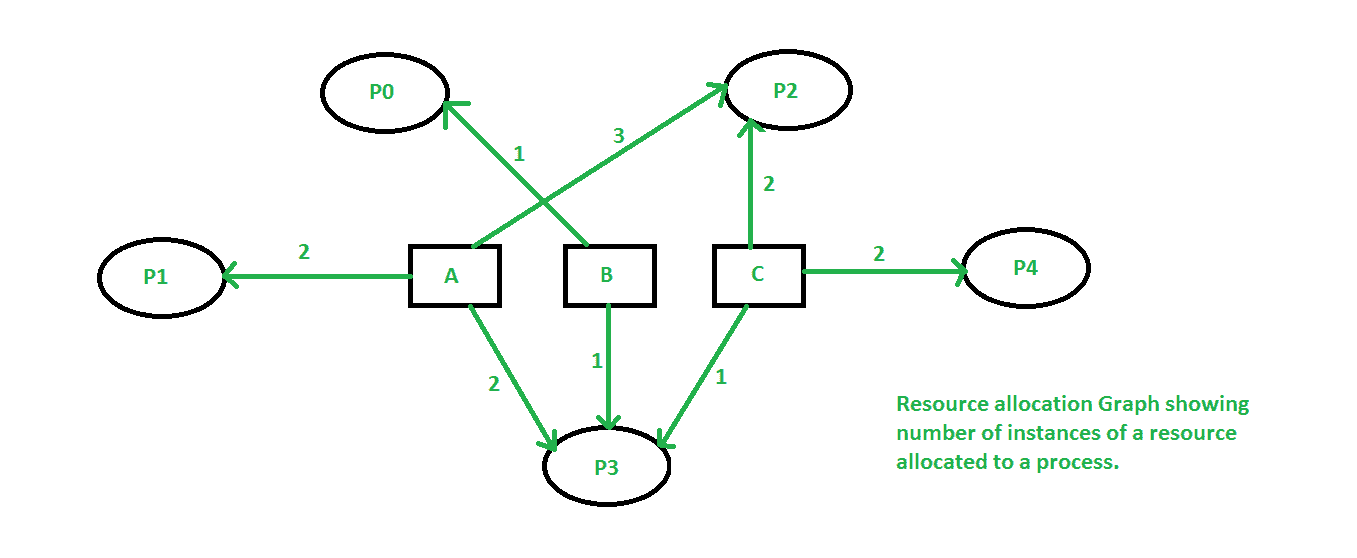 P0
P2
3
1
2
2
P1
A
B
C
2
P4
2
1
1
P3
Resource allocation Graph showing
number of instances of a resource
allocated to a process.